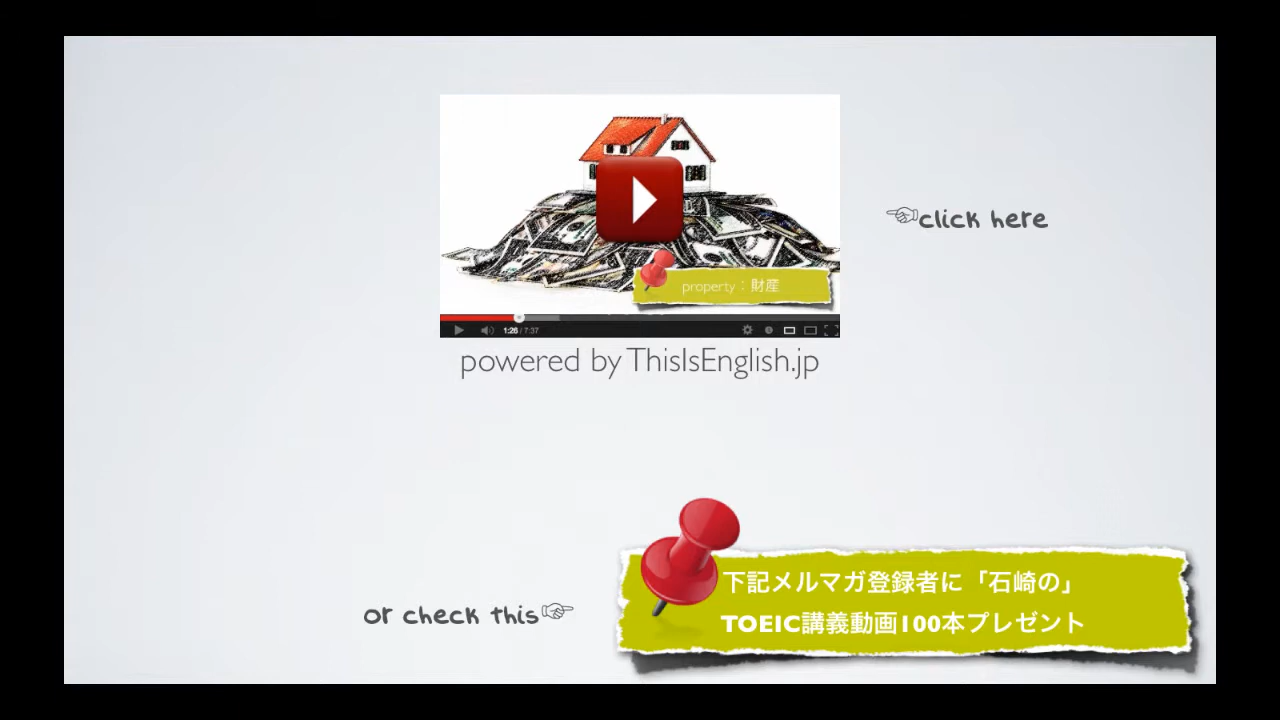 ☜click here
property：財産
1:26 / 7:37
powered by ThisIsEnglish.jp
下記メルマガ登録者に「石崎の」
TOEIC講義動画100本プレゼント
or check this☞